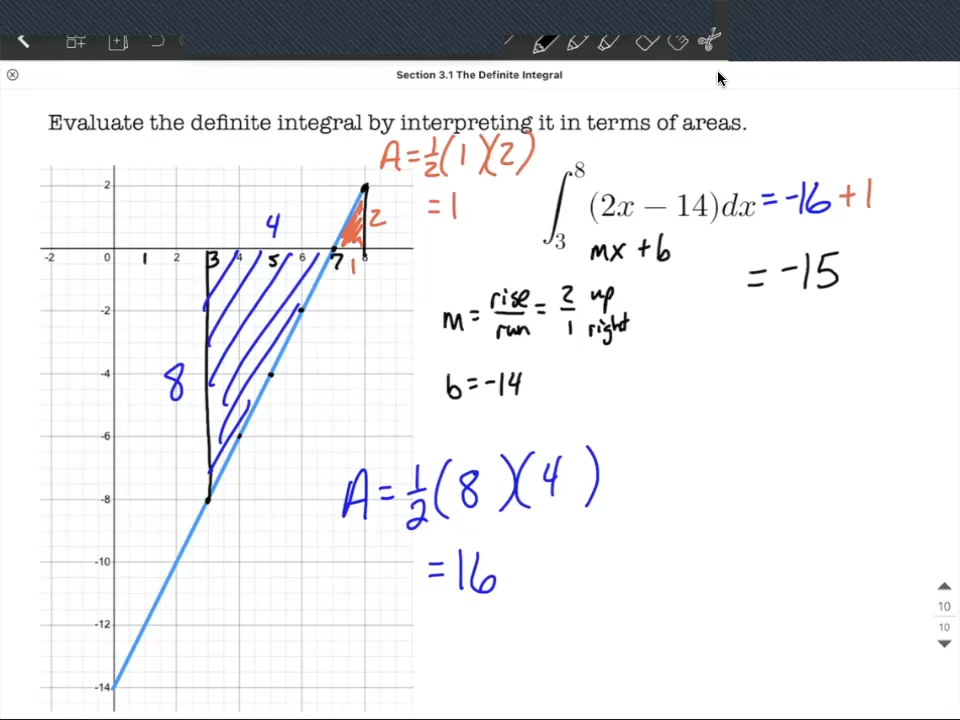 Section 3.1 The Definite Integral
Evaluate the definite integral by interpreting it in terms of areas.
A = 1/2 (1)(2)
= 1
∫₃⁸ (2x − 14)dx = -16 + 1
= -15
mx + b
m = rise/run = 2/1 up right
b = -14
A = 1/2 (8)(4)
= 16
2
4
2
-2 0 1 2 3 4 5 6 7 8
1
-2
-4
8
-6
-8
-10
-12
-14
10
10